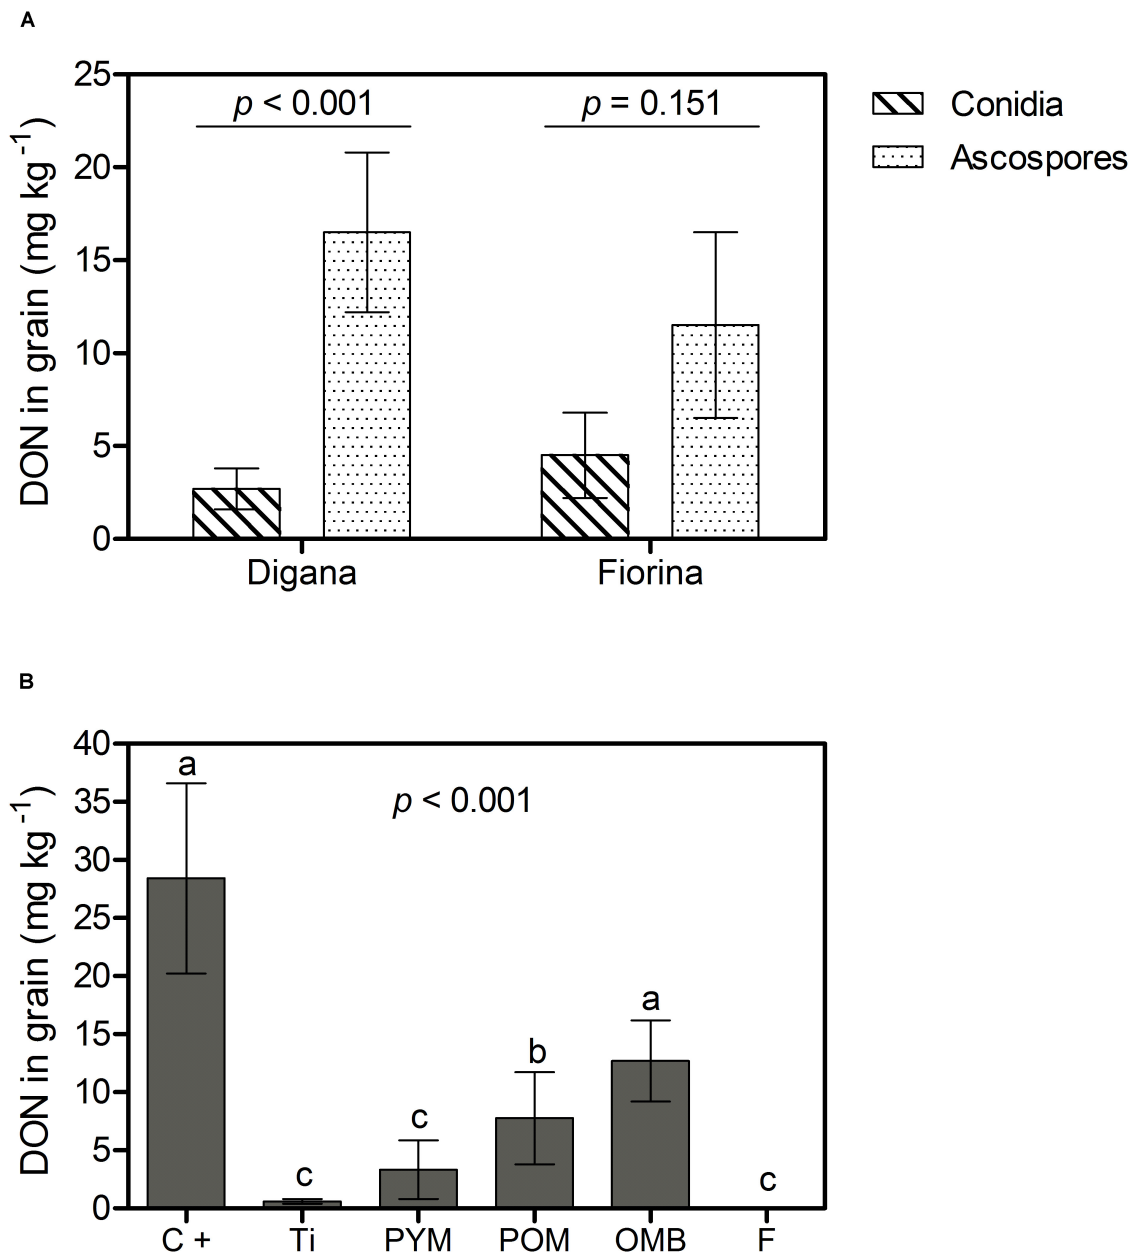 A
25
20
15
10
5
0
DON in grain (mg kg⁻¹)
p < 0.001
p = 0.151
Conidia
Ascospores
Digana
Fiorina
B
40
35
30
25
20
15
10
5
0
DON in grain (mg kg⁻¹)
p < 0.001
a
c
c
b
a
c
C +
Ti
PYM
POM
OMB
F